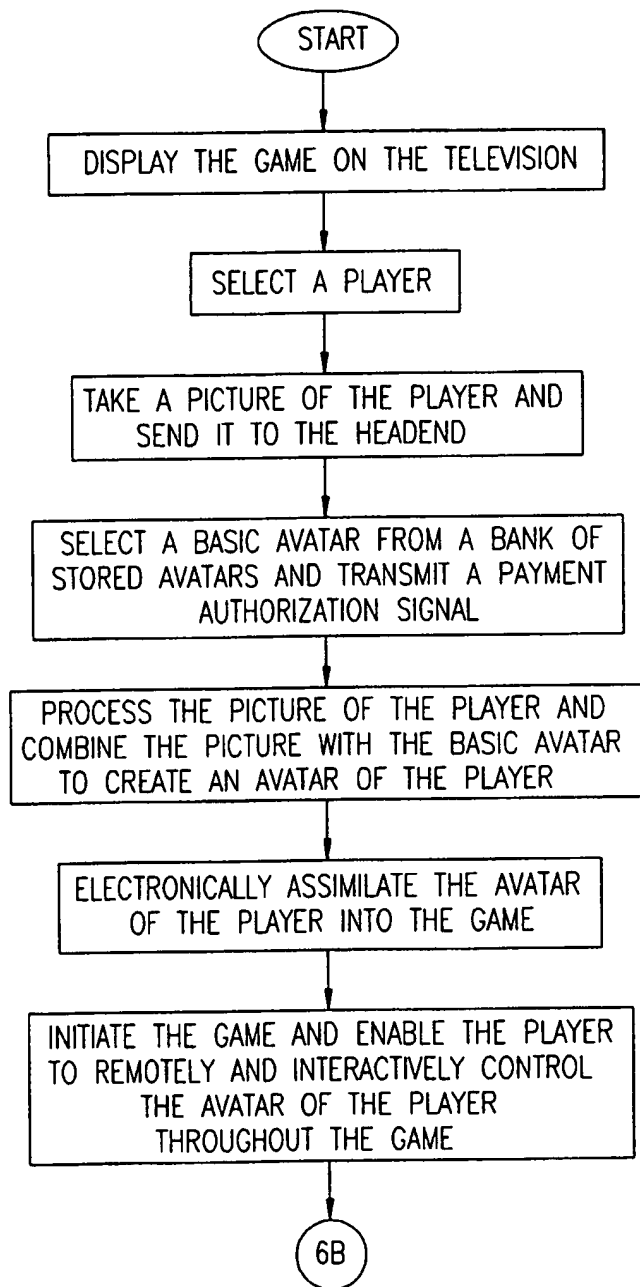 START
DISPLAY THE GAME ON THE TELEVISION
SELECT A PLAYER
TAKE A PICTURE OF THE PLAYER AND
SEND IT TO THE HEADEND
SELECT A BASIC AVATAR FROM A BANK OF
STORED AVATARS AND TRANSMIT A PAYMENT
AUTHORIZATION SIGNAL
PROCESS THE PICTURE OF THE PLAYER AND
COMBINE THE PICTURE WITH THE BASIC AVATAR
TO CREATE AN AVATAR OF THE PLAYER
ELECTRONICALLY ASSIMILATE THE AVATAR
OF THE PLAYER INTO THE GAME
INITIATE THE GAME AND ENABLE THE PLAYER
TO REMOTELY AND INTERACTIVELY CONTROL
THE AVATAR OF THE PLAYER
THROUGHOUT THE GAME
6B